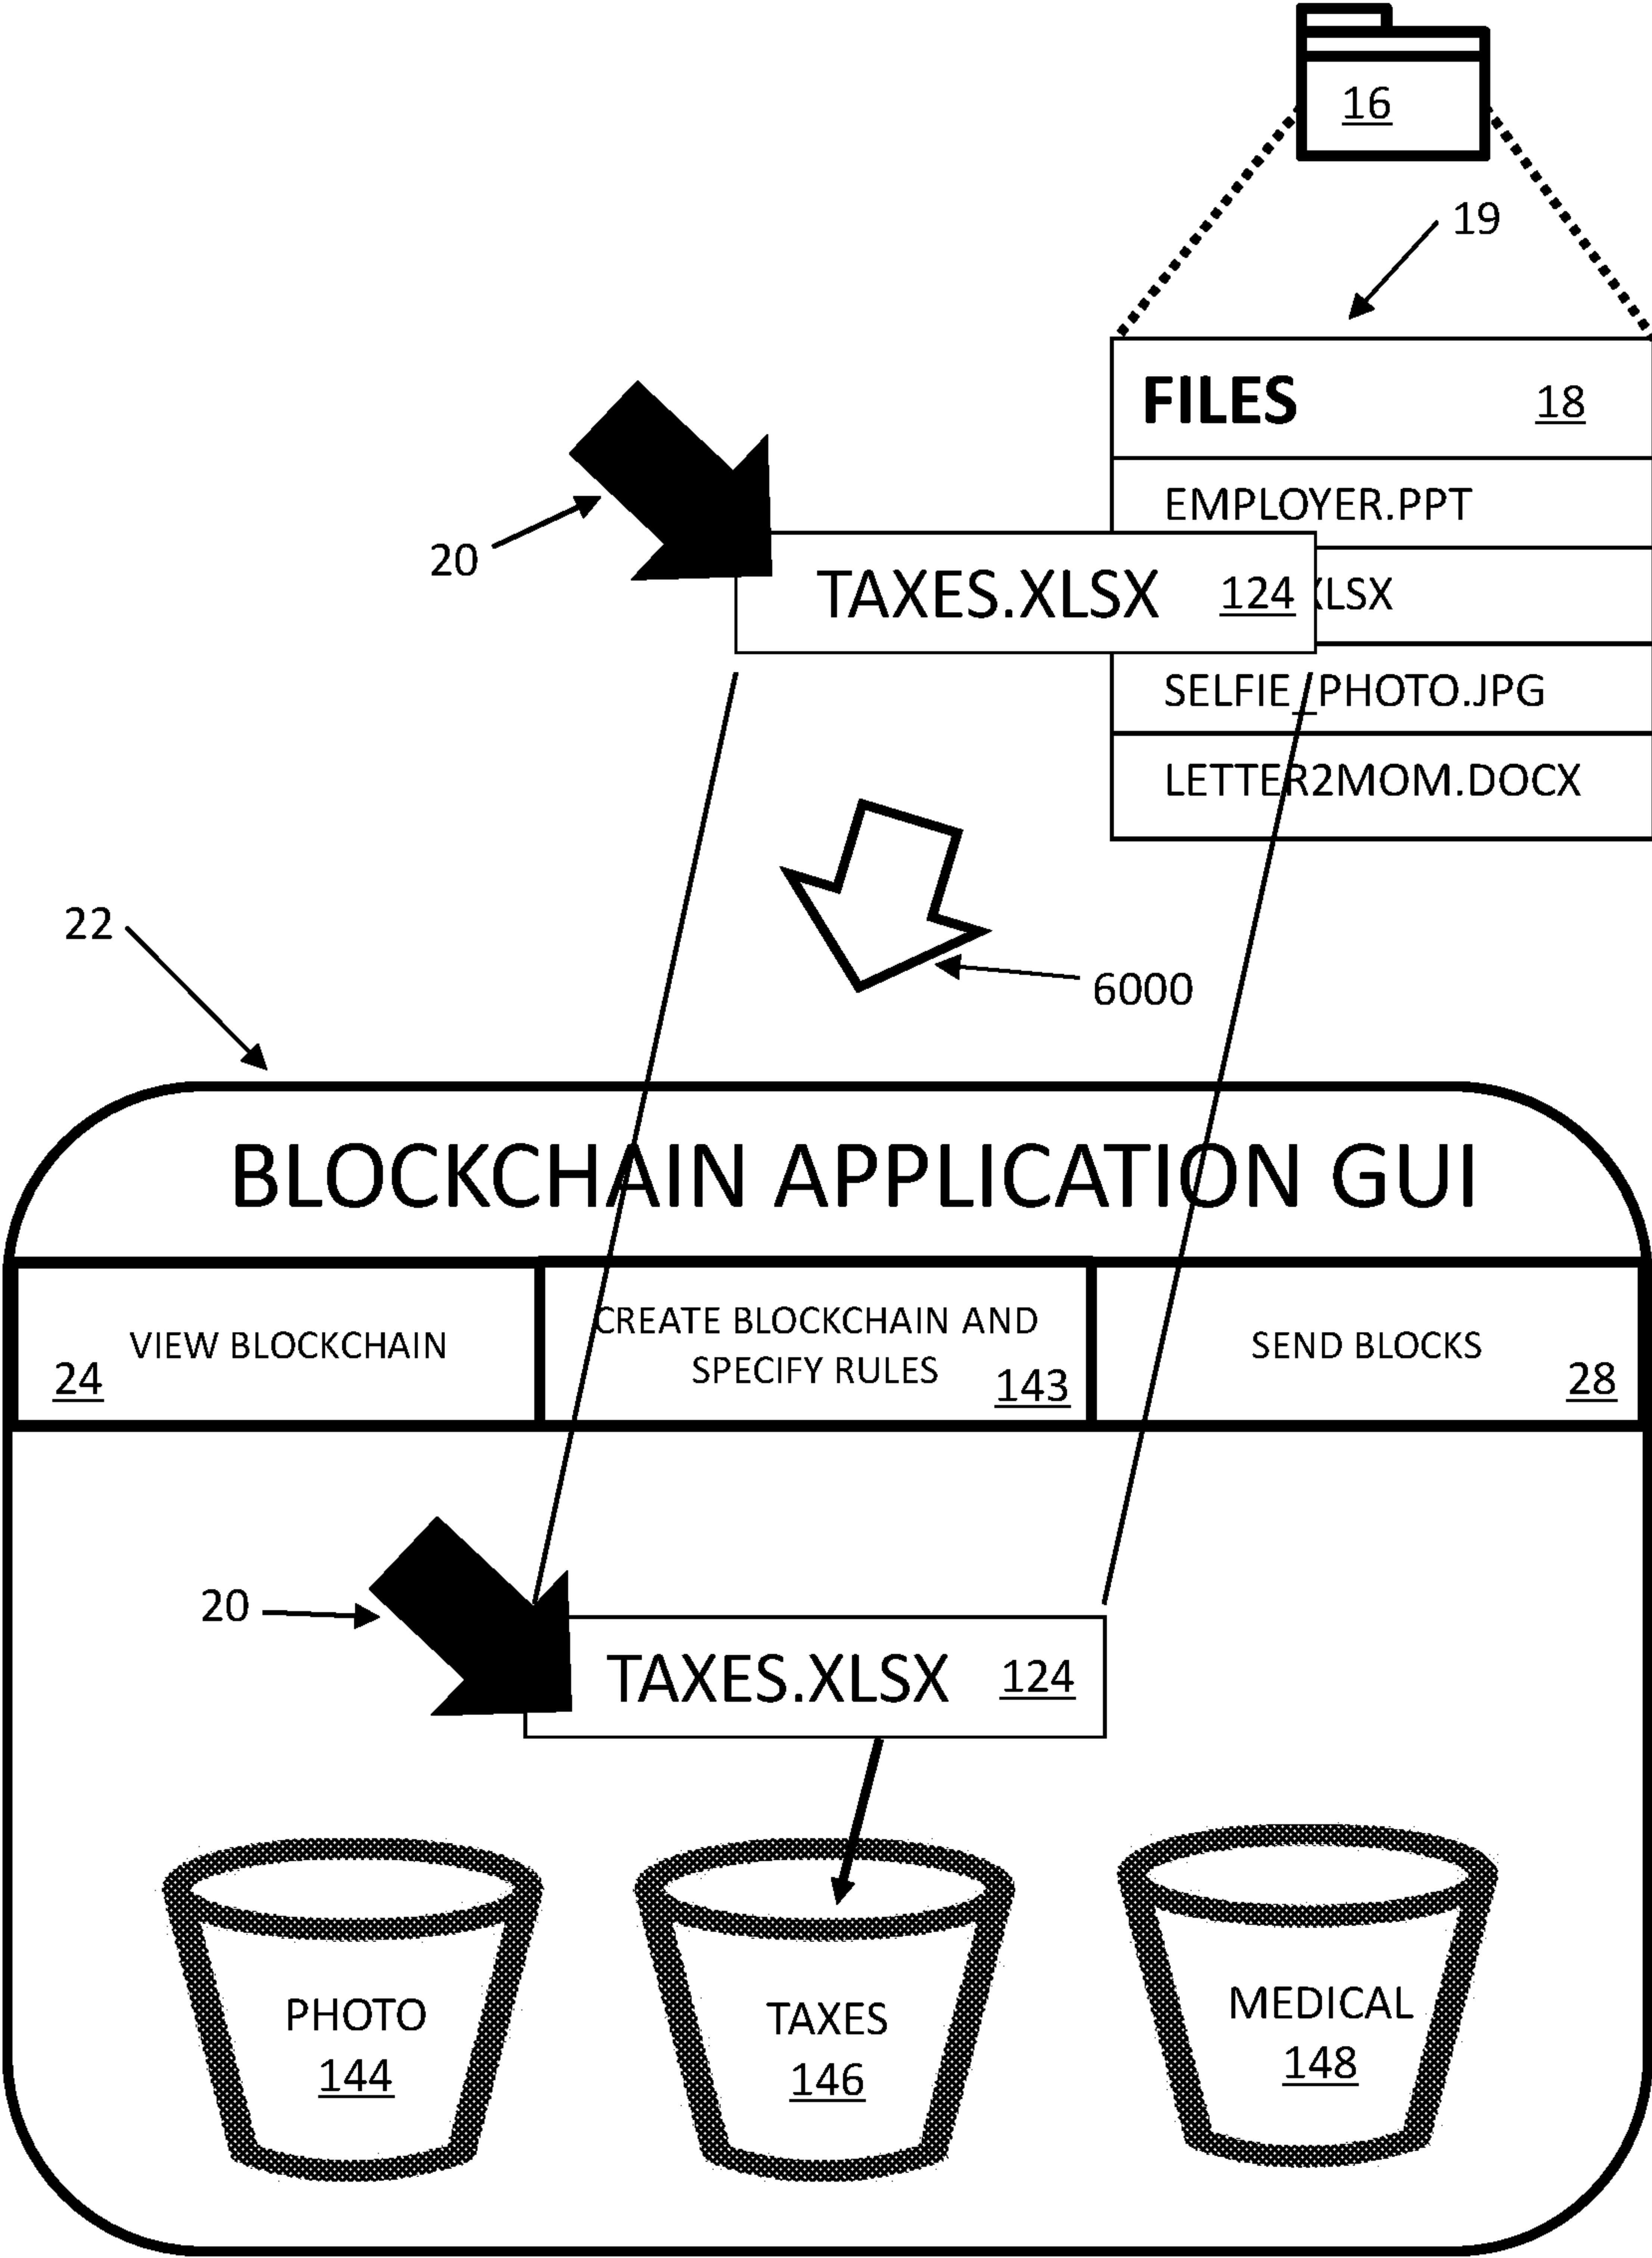 16
19
FILES 18
EMPLOYER.PPT
20
TAXES.XLSX 124
XLSX
SELFIE_PHOTO.JPG
LETTER2MOM.DOCX
22
6000
BLOCKCHAIN APPLICATION GUI
VIEW BLOCKCHAIN
24
CREATE BLOCKCHAIN AND
SPECIFY RULES 143
SEND BLOCKS
28
20
TAXES.XLSX 124
PHOTO
144
TAXES
146
MEDICAL
148